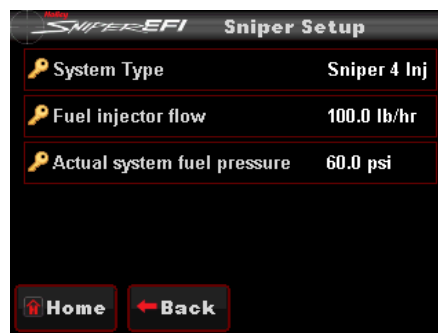 Holley
SNIPER EFI Sniper Setup
System Type Sniper 4 Inj
Fuel injector flow 100.0 lb/hr
Actual system fuel pressure 60.0 psi
Home Back